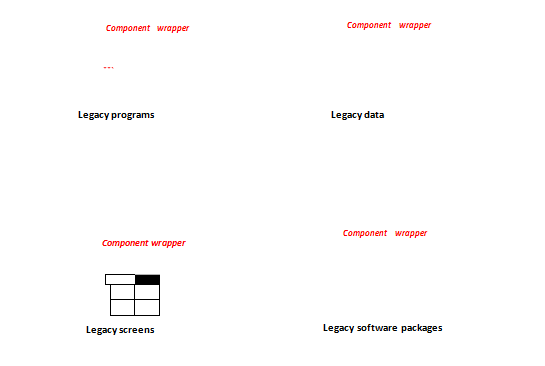 Component wrapper
Component wrapper
Legacy programs
Legacy data
Component wrapper
Component wrapper
Legacy screens
Legacy software packages